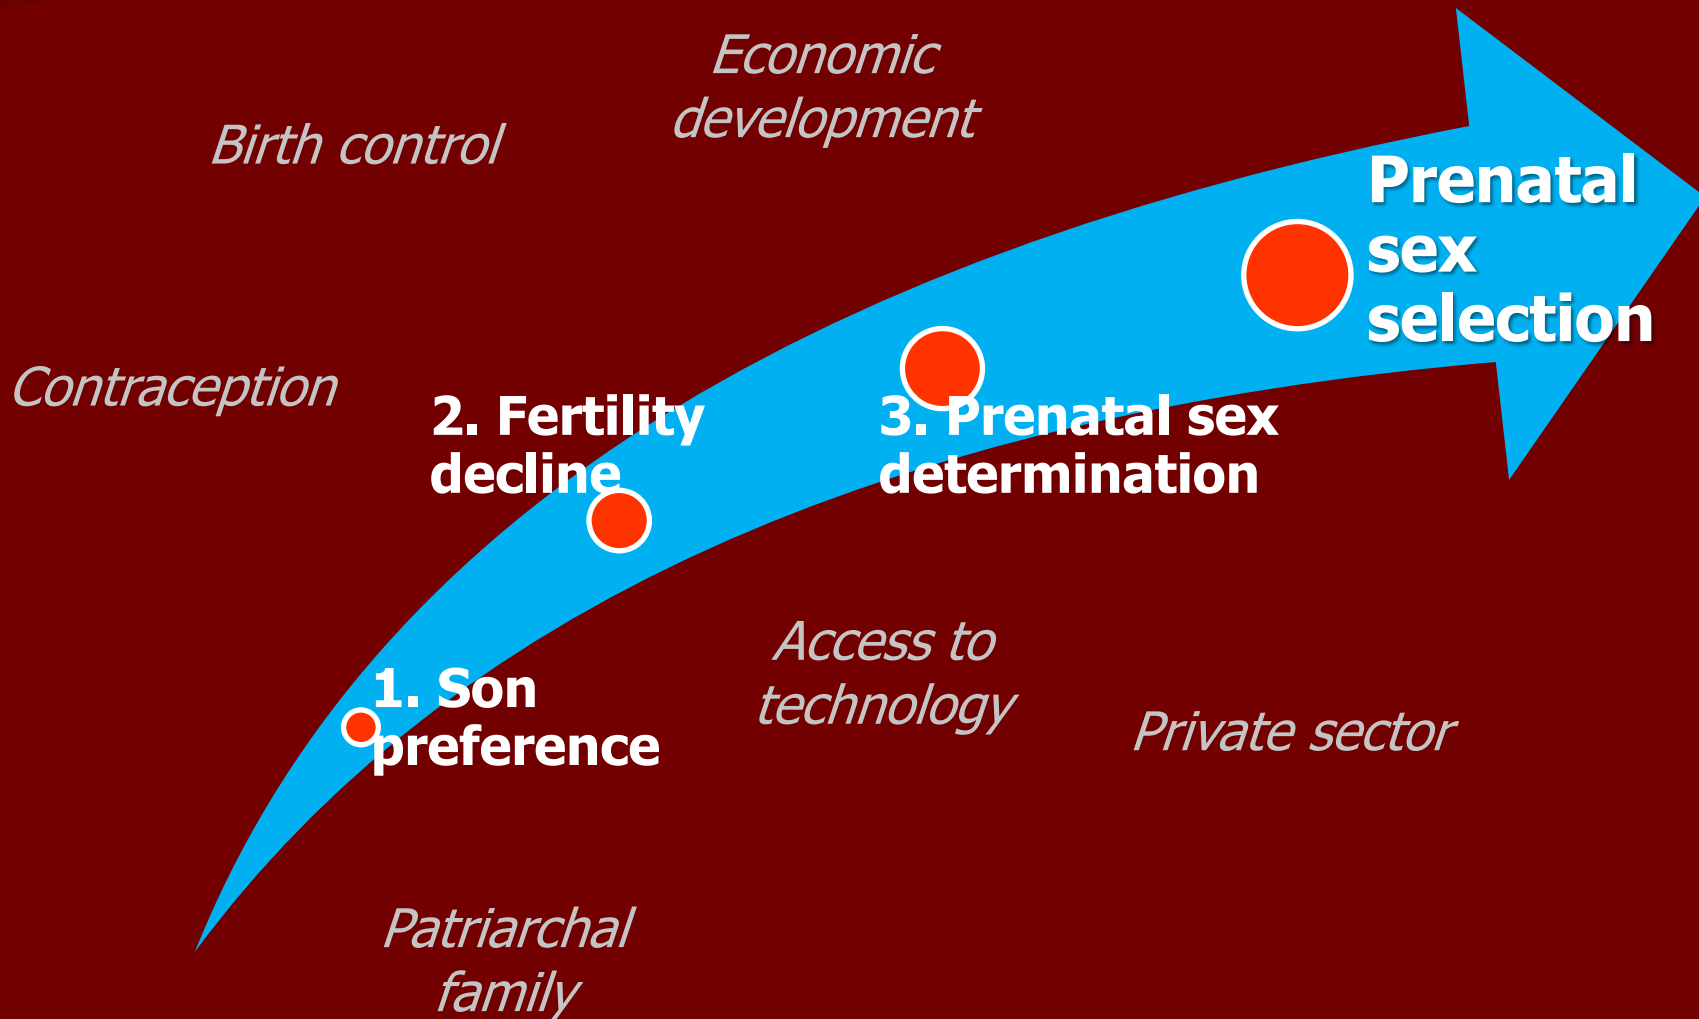 Economic
development
Birth control
Prenatal
sex
selection
Contraception
2. Fertility
decline
3. Prenatal sex
determination
Access to
technology
1. Son
preference
Private sector
Patriarchal
family